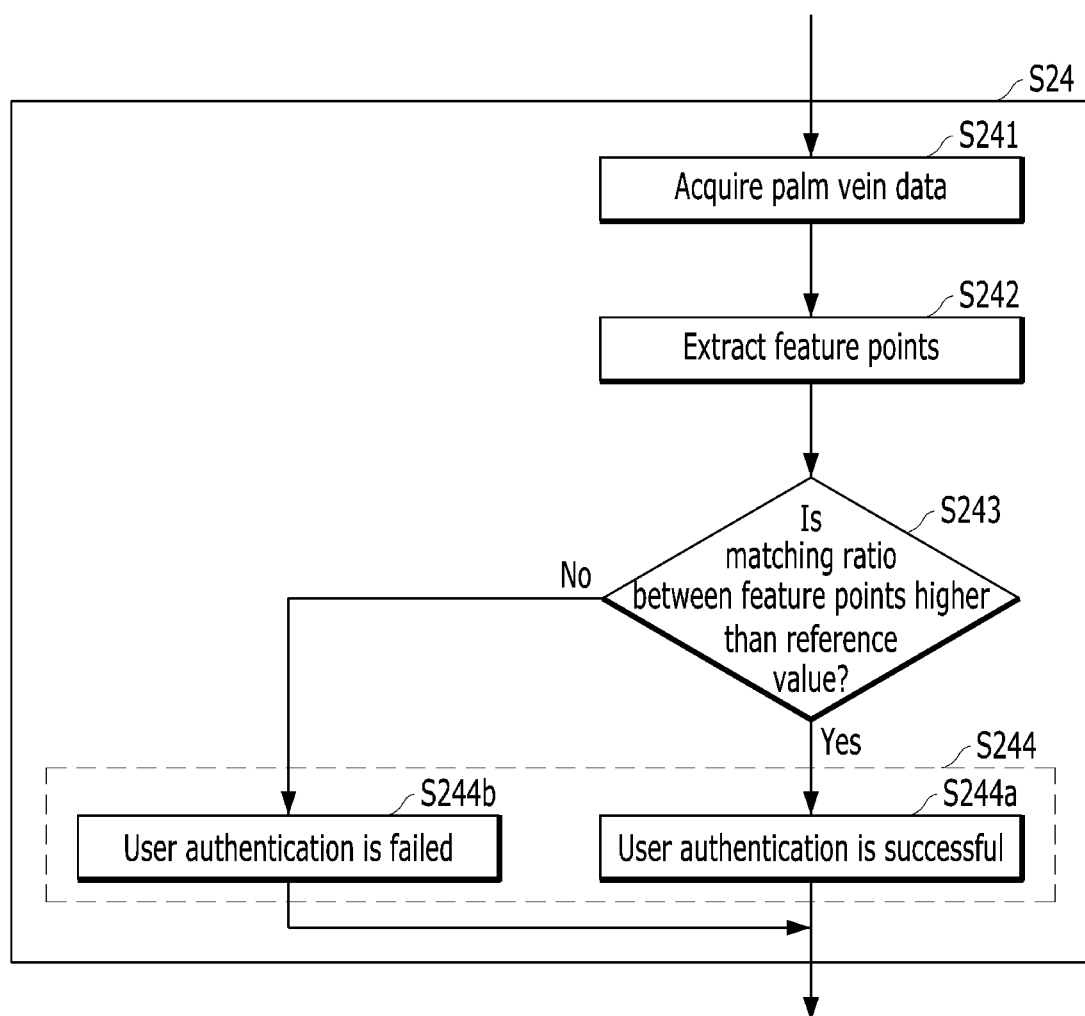 S24
S241
Acquire palm vein data
S242
Extract feature points
S243
Is
matching ratio
between feature points higher
than reference
value?
No
Yes
S244
S244b
User authentication is failed
S244a
User authentication is successful